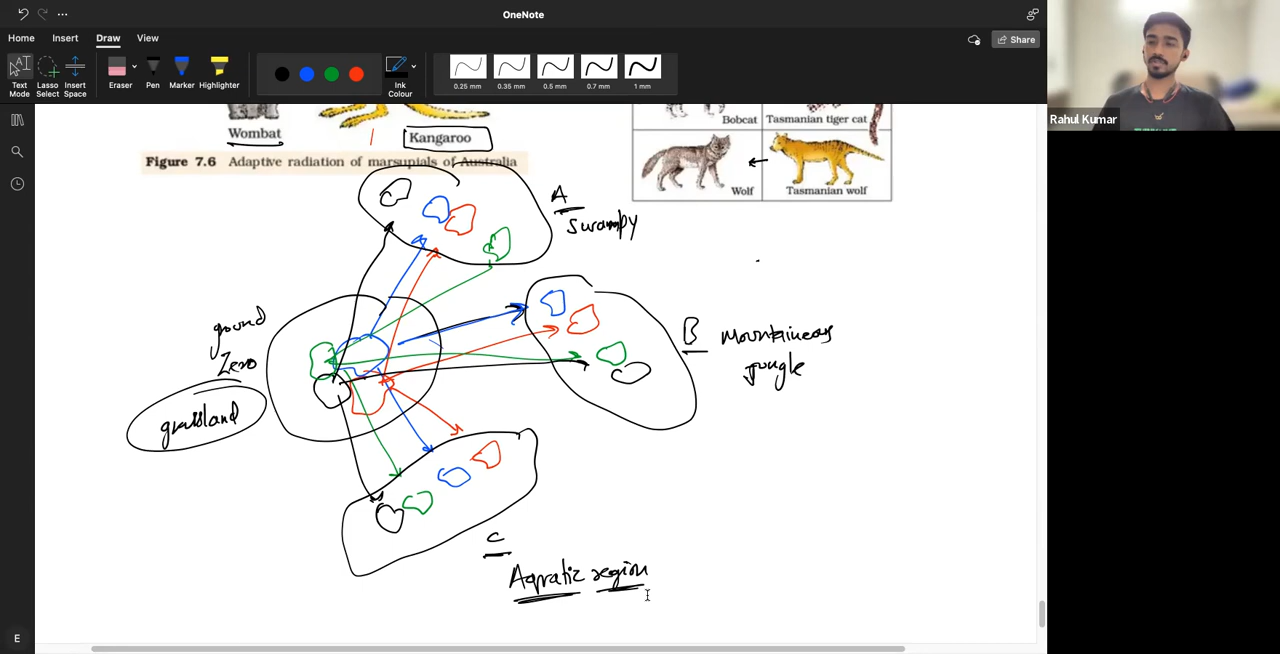 OneNote
Home Insert Draw View
Share
Text Mode
Lasso Select
Insert Space
Eraser
Pen
Marker
Highlighter
Ink Colour
0.25 mm
0.35 mm
0.5 mm
0.7 mm
1 mm
Rahul Kumar
Wombat
Kangaroo
Figure 7.6 Adaptive radiation of marsupials of Australia
Bobcat
Tasmanian tiger cat
Wolf
Tasmanian wolf
A
Swampy
ground
Zero
grassland
B
Mountaineous
jungle
C
Aquatic region
E